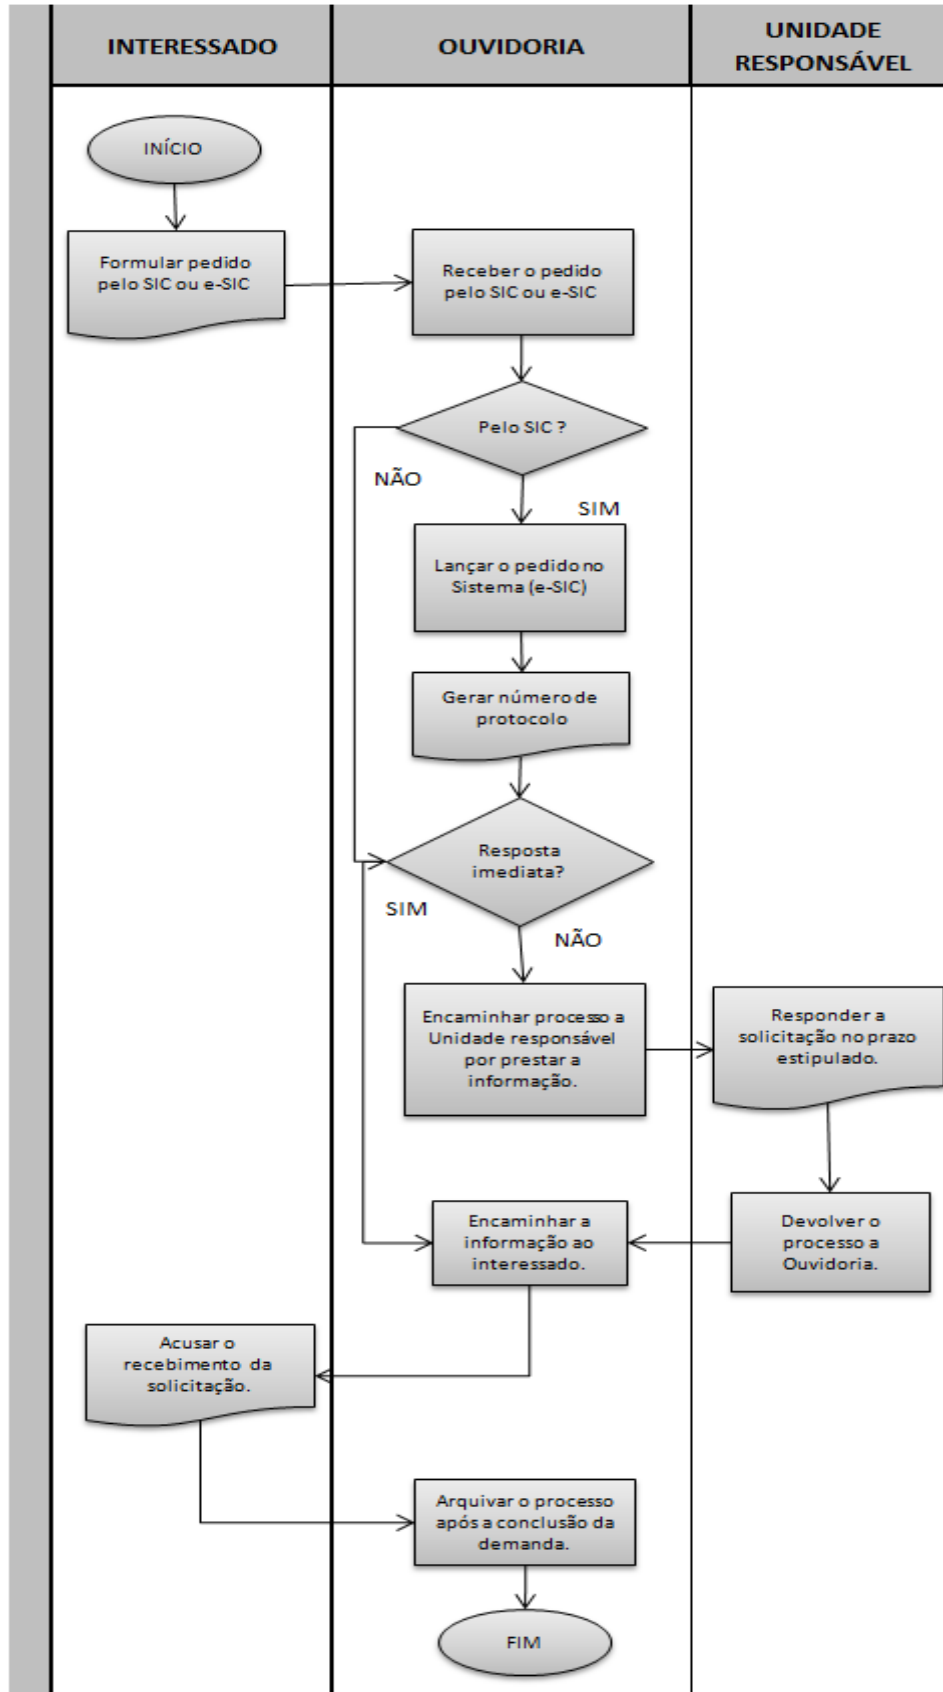 INTERESSADO
OUVIDORIA
UNIDADE
RESPONSÁVEL
INÍCIO
Formular pedido
pelo SIC ou e-SIC
Receber o pedido
pelo SIC ou e-SIC
Pelo SIC ?
NÃO
SIM
Lançar o pedido no
Sistema (e-SIC)
Gerar número de
protocolo
Resposta
imediata?
SIM
NÃO
Encaminhar processo a
Unidade responsável
por prestar a
informação.
Responder a
solicitação no prazo
estipulado.
Encaminhar a
informação ao
interessado.
Devolver o
processo a
Ouvidoria.
Acusar o
recebimento da
solicitação.
Arquivar o processo
após a conclusão da
demanda.
FIM